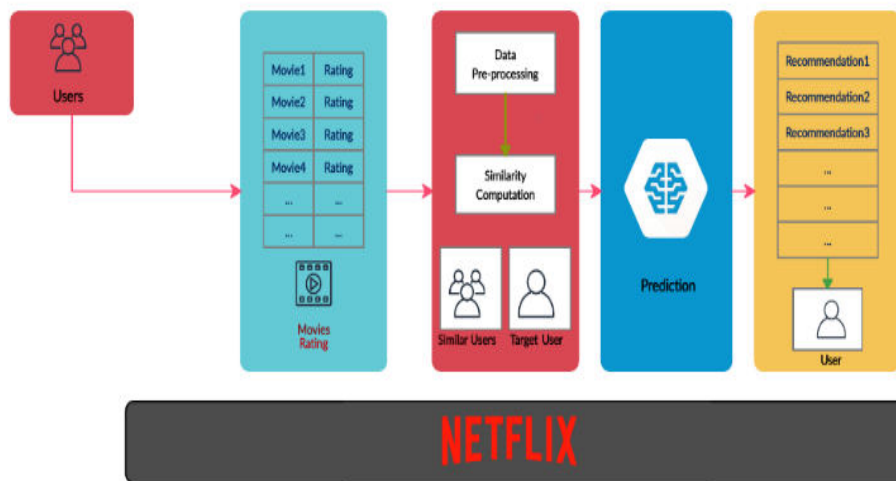 Users
Movie1 Rating
Movie2 Rating
Movie3 Rating
Movie4 Rating
... ...
... ...
Movies
Rating
Data
Pre-processing
Similarity
Computation
Similar Users Target User
Prediction
Recommendation1
Recommendation2
Recommendation3
...
...
...
User
NETFLIX